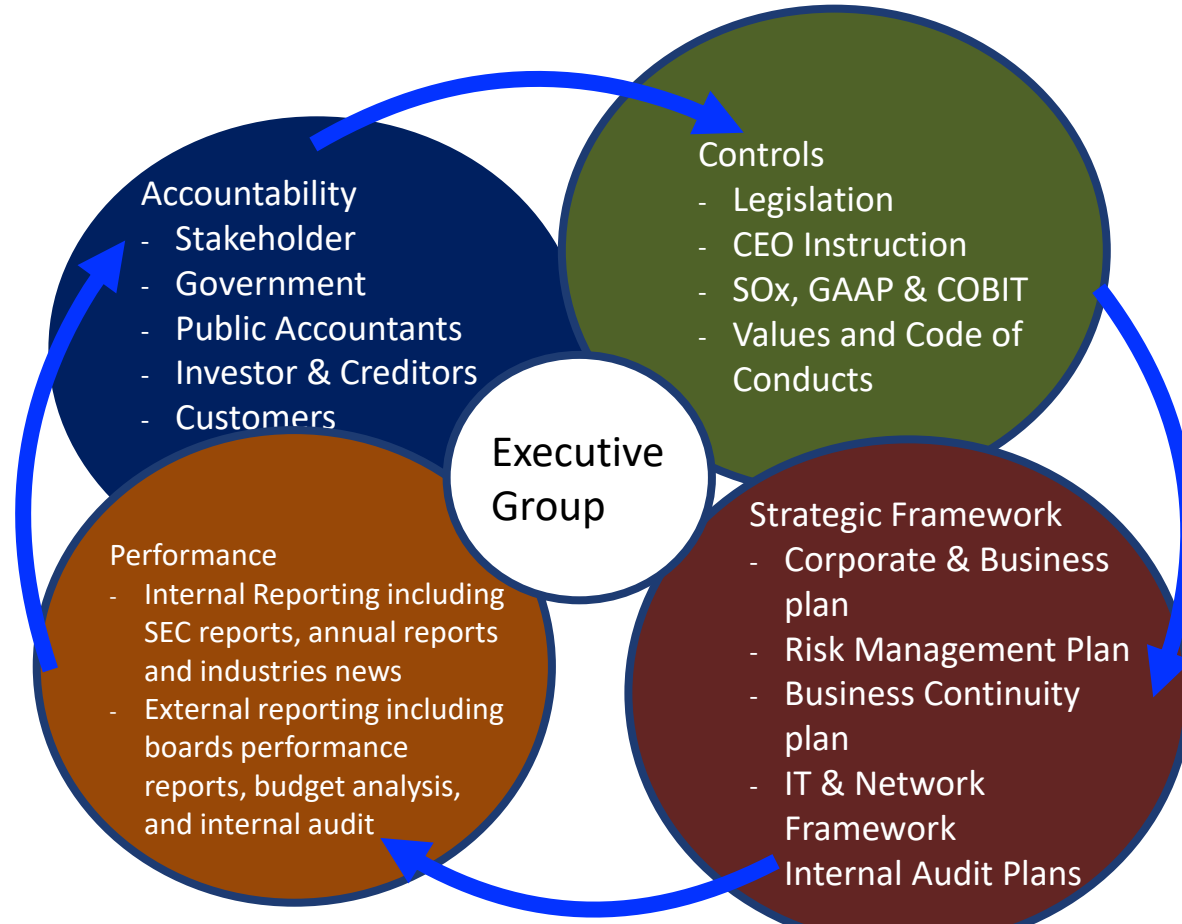 Accountability
- Stakeholder
- Government
- Public Accountants
- Investor & Creditors
- Customers
Controls
- Legislation
- CEO Instruction
- SOx, GAAP & COBIT
- Values and Code of
Conducts
Executive
Group
Strategic Framework
- Corporate & Business
plan
- Risk Management Plan
- Business Continuity
plan
- IT & Network
Framework
Internal Audit Plans
Performance
- Internal Reporting including
SEC reports, annual reports
and industries news
- External reporting including
boards performance
reports, budget analysis,
and internal audit